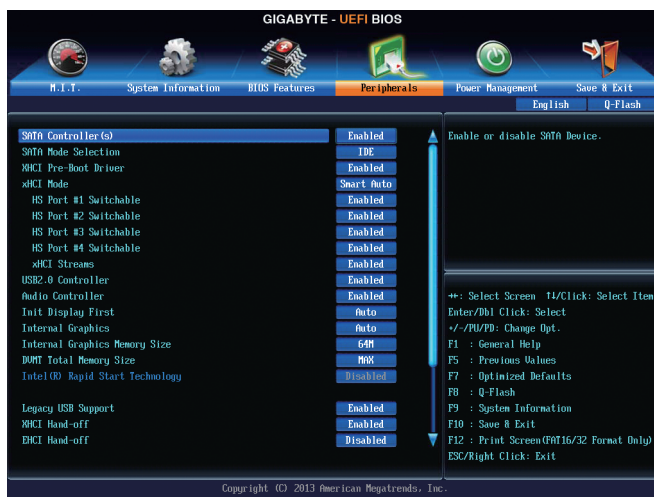 GIGABYTE - UEFI BIOS
M.I.T. System Information BIOS Features Peripherals Power Management Save & Exit
English Q-Flash
SATA Controller(s) Enabled
SATA Mode Selection IDE
XHCI Pre-Boot Driver Enabled
xHCI Mode Smart Auto
HS Port #1 Switchable Enabled
HS Port #2 Switchable Enabled
HS Port #3 Switchable Enabled
HS Port #4 Switchable Enabled
xHCI Streams Enabled
USB2.0 Controller Enabled
Audio Controller Enabled
Init Display First Auto
Internal Graphics Auto
Internal Graphics Memory Size 64M
DVMT Total Memory Size MAX
Intel(R) Rapid Start Technology Disabled
Legacy USB Support Enabled
XHCI Hand-off Enabled
EHCI Hand-off Disabled
Enable or disable SATA Device.
↔: Select Screen ↑↓/Click: Select Item
Enter/Dbl Click: Select
+/-/PU/PD: Change Opt.
F1 : General Help
F5 : Previous Values
F7 : Optimized Defaults
F8 : Q-Flash
F9 : System Information
F10 : Save & Exit
F12 : Print Screen(FAT16/32 Format Only)
ESC/Right Click: Exit
Copyright (C) 2013 American Megatrends, Inc.